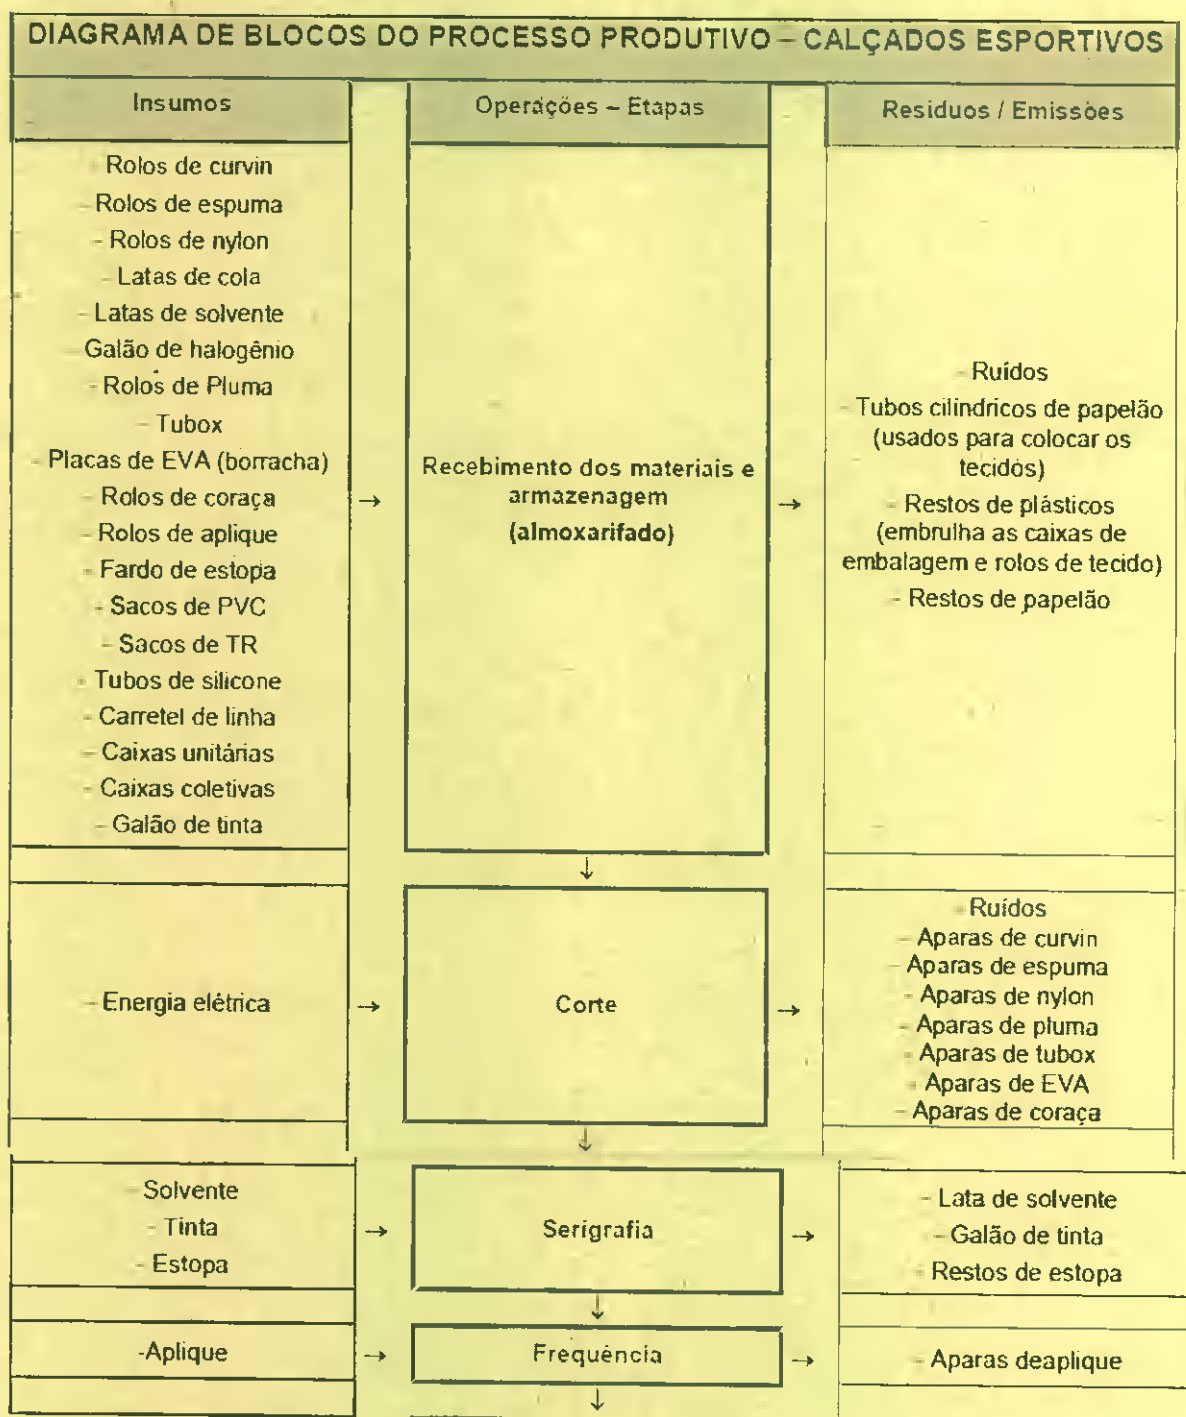 DIAGRAMA DE BLOCOS DO PROCESSO PRODUTIVO – CALÇADOS ESPORTIVOS
Insumos
Operações – Etapas
Resíduos / Emissões
- Rolos de curvin
- Rolos de espuma
- Rolos de nylon
- Latas de cola
- Latas de solvente
- Galão de halogênio
- Rolos de Pluma
- Tubox
- Placas de EVA (borracha)
- Rolos de coraça
- Rolos de aplique
- Fardo de estopa
- Sacos de PVC
- Sacos de TR
- Tubos de silicone
- Carretel de linha
- Caixas unitárias
- Caixas coletivas
- Galão de tinta
→
Recebimento dos materiais e
armazenagem
(almoxarifado)
→
- Ruídos
- Tubos cilíndricos de papelão
(usados para colocar os
tecidos)
- Restos de plásticos
(embrulha as caixas de
embalagem e rolos de tecido)
- Restos de papelão
↓
- Energia elétrica
→
Corte
→
- Ruídos
- Aparas de curvin
- Aparas de espuma
- Aparas de nylon
- Aparas de pluma
- Aparas de tubox
- Aparas de EVA
- Aparas de coraça
↓
- Solvente
- Tinta
- Estopa
→
Serigrafia
→
- Lata de solvente
- Galão de tinta
- Restos de estopa
↓
-Aplique
→
Frequência
→
- Aparas deaplique
↓